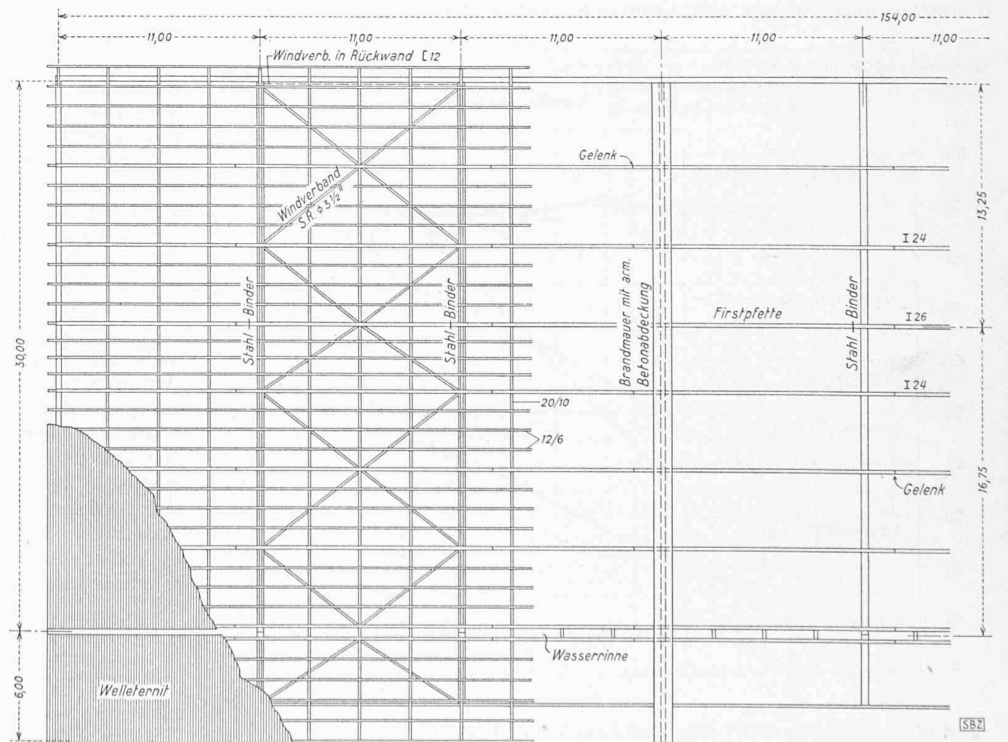 154,00
11,00 11,00 11,00 11,00 11,00
Windverb. in Rückwand [12
Gelenk
Windverband
S.R. ⌀ 3½"
13,25
I 24
Stahl – Binder
Stahl – Binder
Brandmauer mit arm.
Betonabdeckung
Firstpfette
Stahl – Binder
I 26
30,00
I 24
20/10
12/6
Gelenk
16,75
Wasserrinne
Welleternit
6,00
SBZ